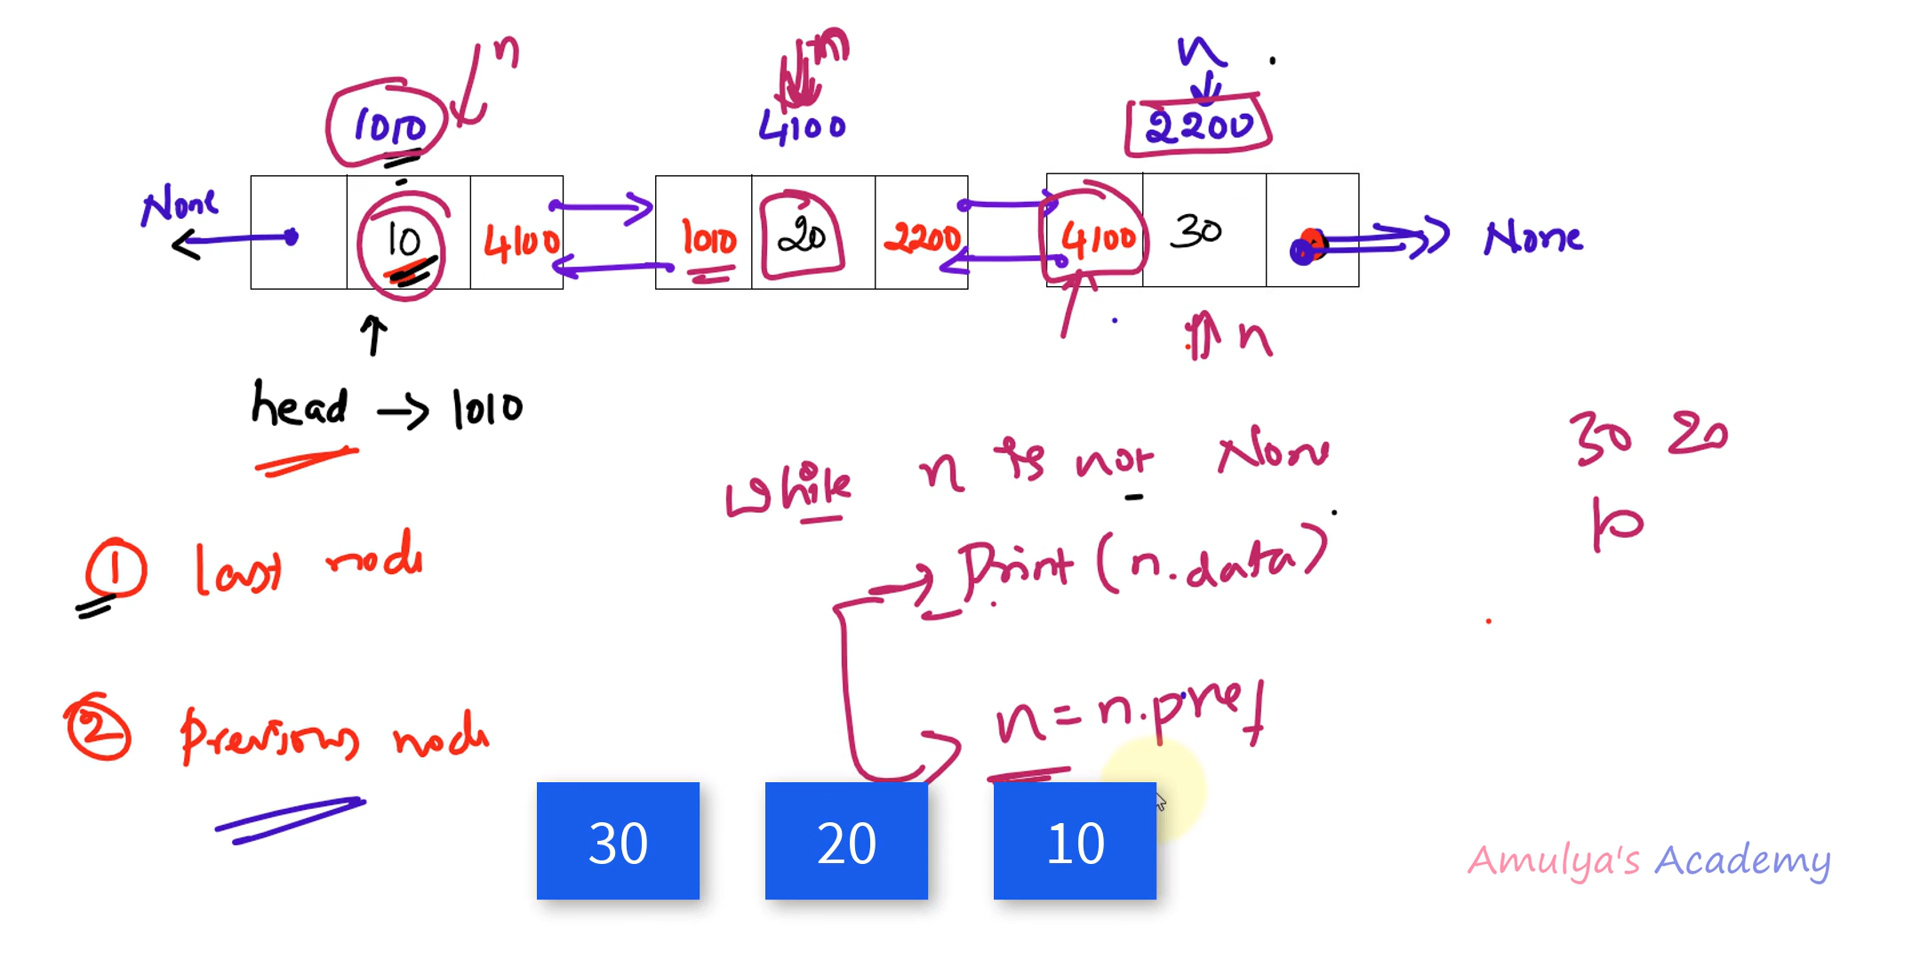 n
n
n
1010
4100
2200
None
10
4100
1010
20
2200
4100
30
None
n
head → 1010
while n is not None
30 20
10
① last node
→ Print (n.data)
② Previous node
n = n.pref
30 20 10
Amulya's Academy